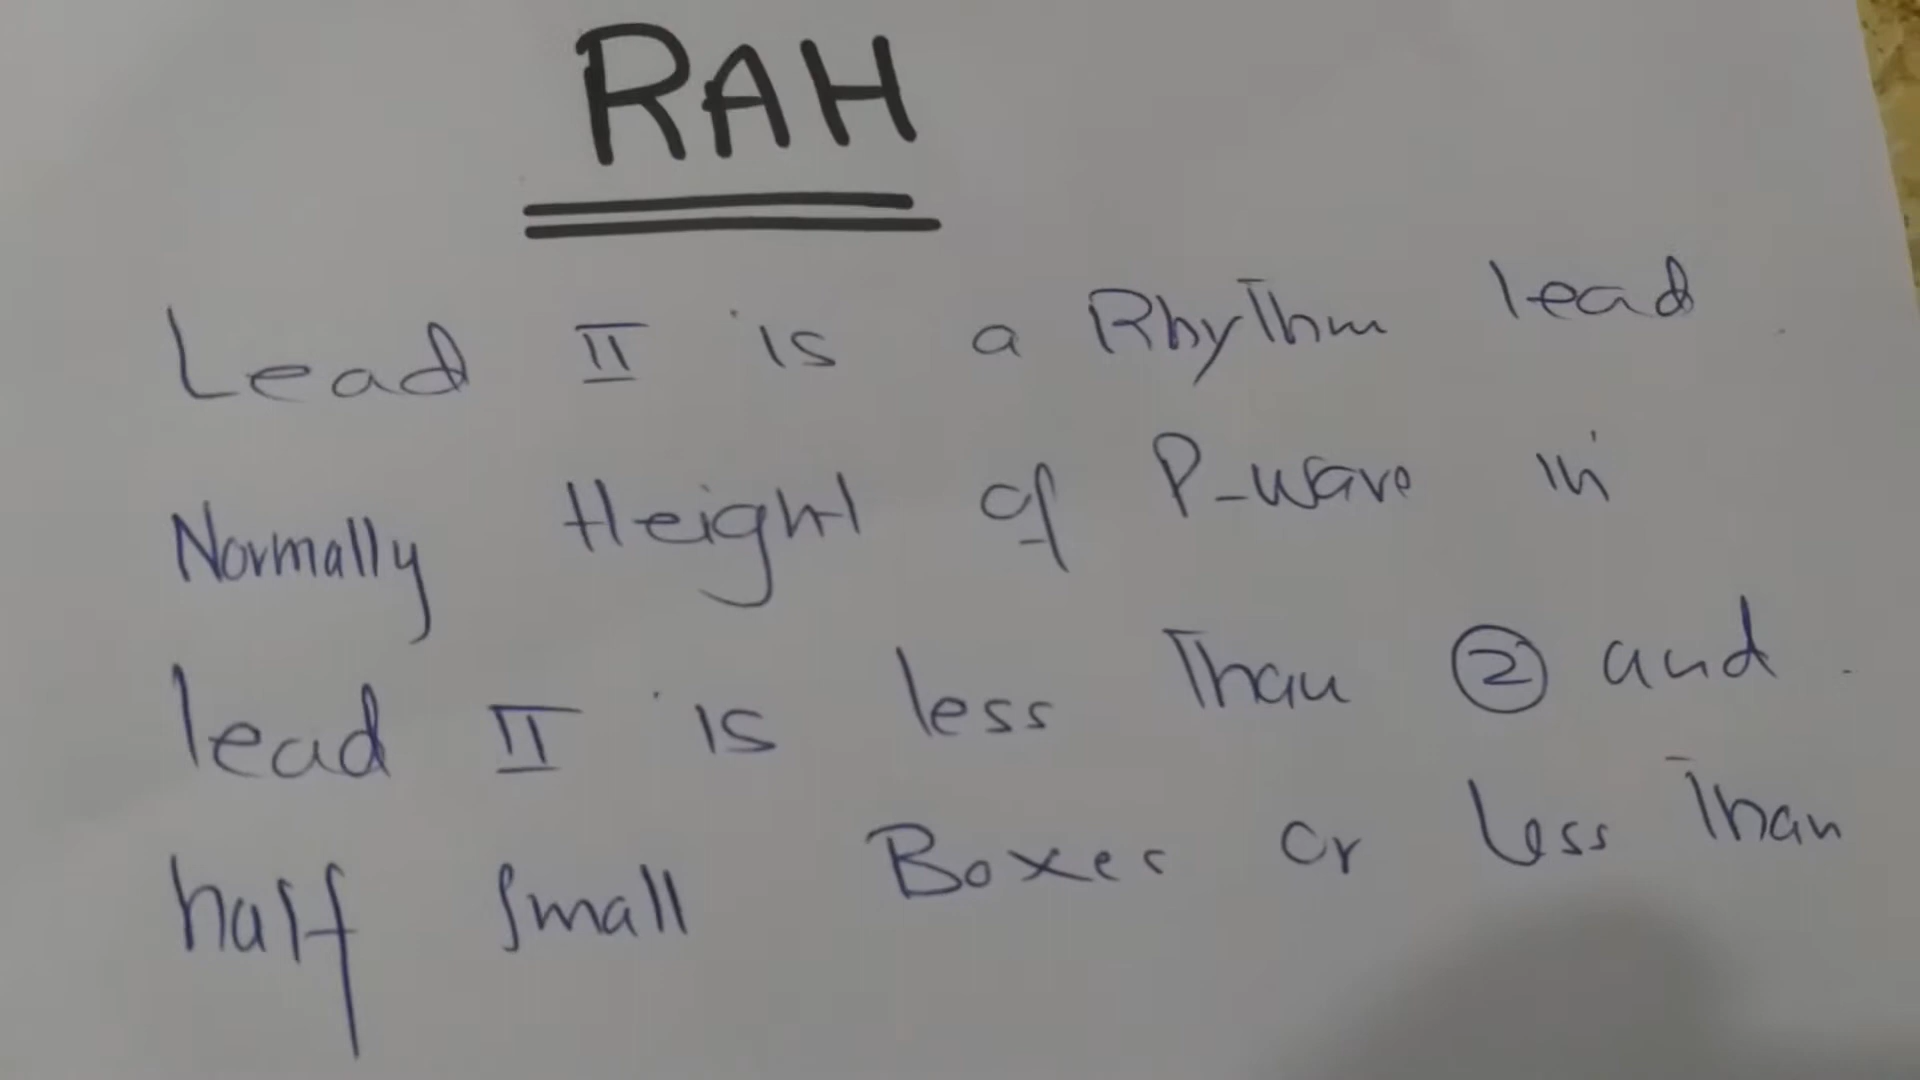 RAH
Lead II is a Rhythm lead
Normally Height of P-wave in
lead II is less Than 2 and
half small Boxes or less Than